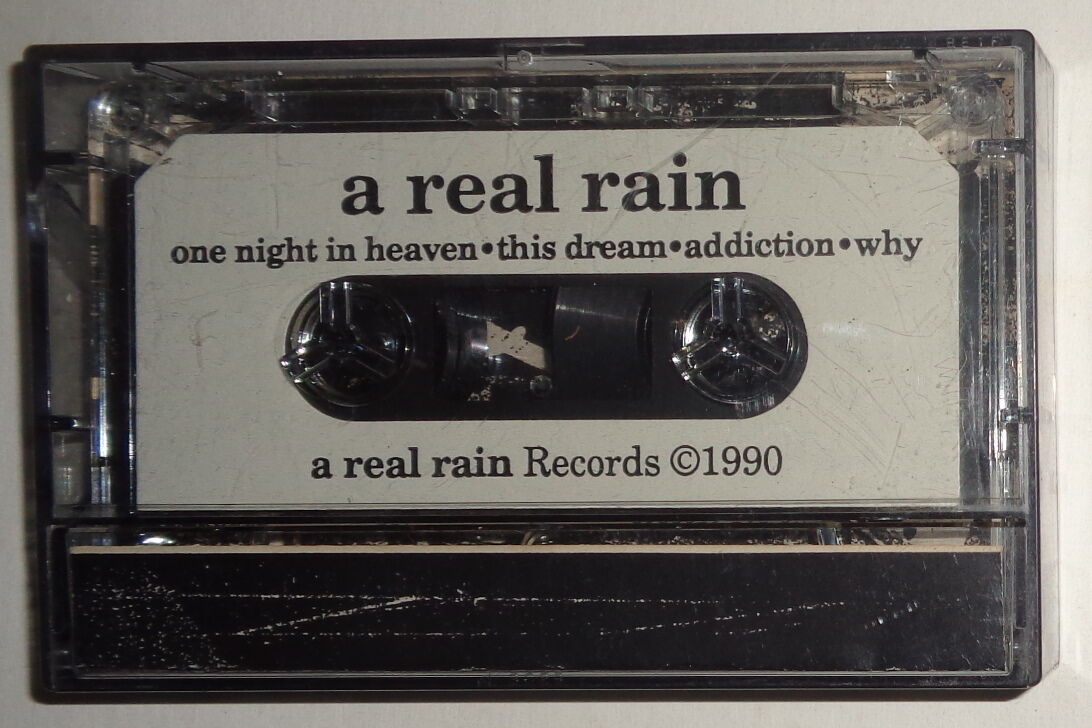 a real rain
one night in heaven•this dream•addiction•why
a real rain Records ©1990